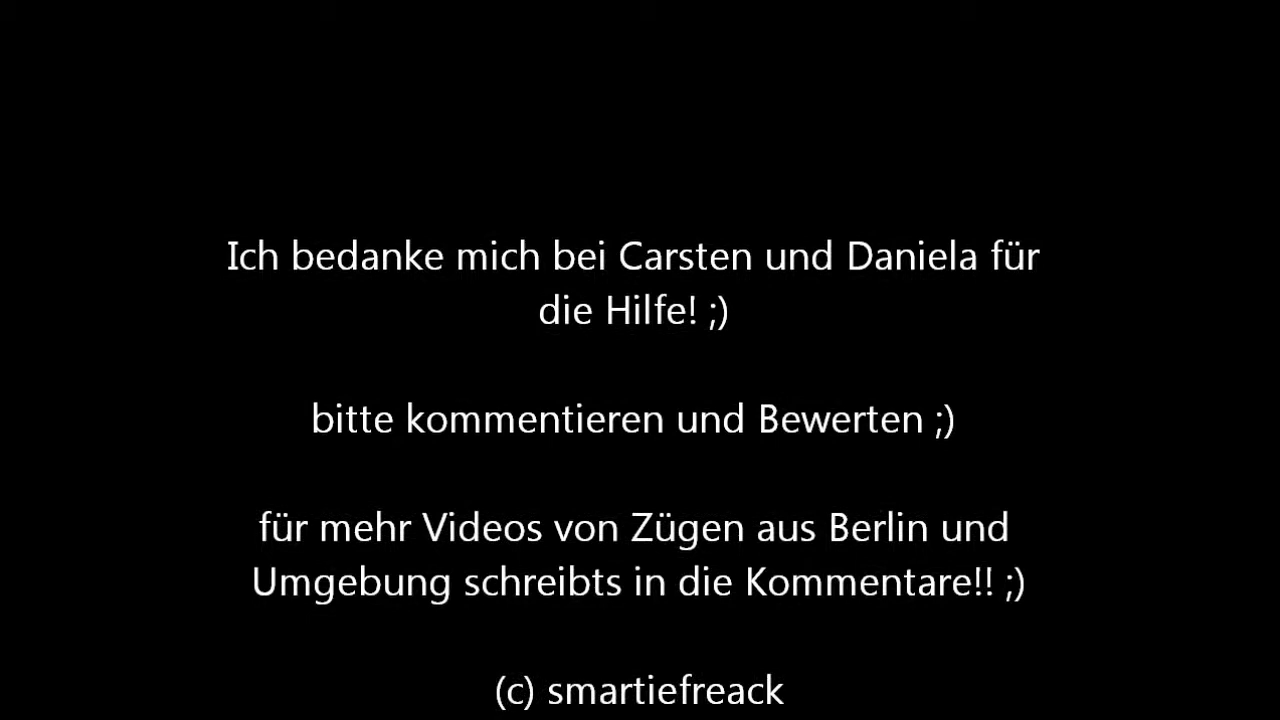 Ich bedanke mich bei Carsten und Daniela für
die Hilfe! ;)
bitte kommentieren und Bewerten ;)
für mehr Videos von Zügen aus Berlin und
Umgebung schreibts in die Kommentare!! ;)
(c) smartiefreack